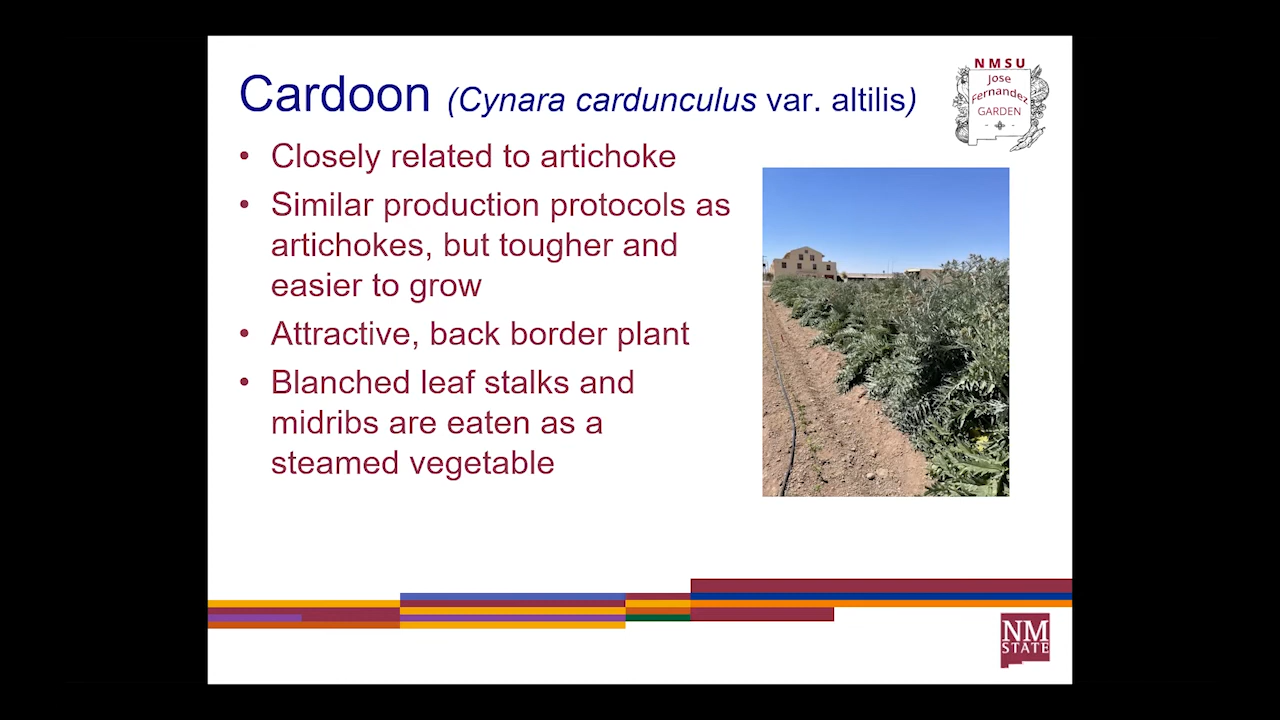 Cardoon (Cynara cardunculus var. altilis)
NMSU
Jose
Fernandez
GARDEN
• Closely related to artichoke
• Similar production protocols as
artichokes, but tougher and
easier to grow
• Attractive, back border plant
• Blanched leaf stalks and
midribs are eaten as a
steamed vegetable
NM
STATE